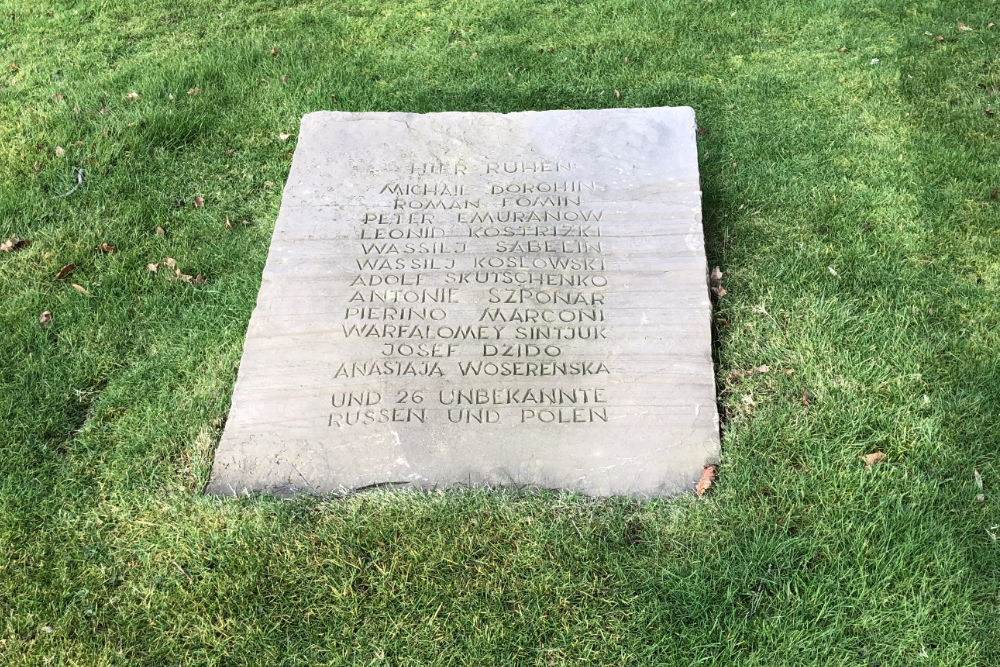 HIER RUHEN
MICHAIL DOROHIN
ROMAN FOMIN
PETER EMURANOW
LEONID KOSTRIZKI
WASSILJ SABELIN
WASSILJ KOSLOWSKI
ADOLF SKUTSCHENKO
ANTONIE SZPONAR
PIERINO MARCONI
WARFALOMEY SINTJUK
JOSEF DZIDO
ANASTAJA WOSERENSKA
UND 26 UNBEKANNTE
RUSSEN UND POLEN